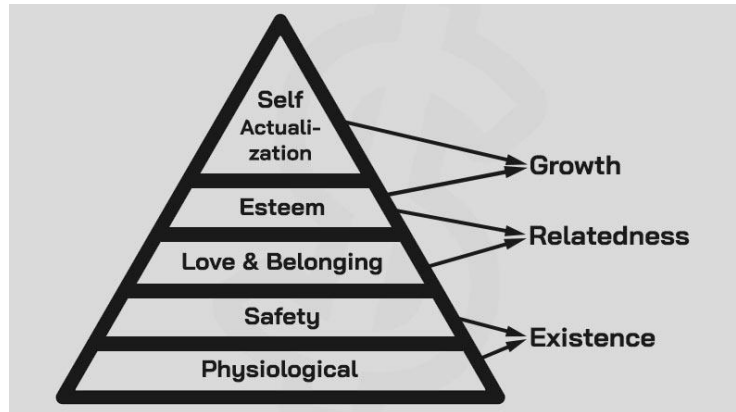 Self
Actuali-
zation
Growth
Esteem
Relatedness
Love & Belonging
Safety
Existence
Physiological